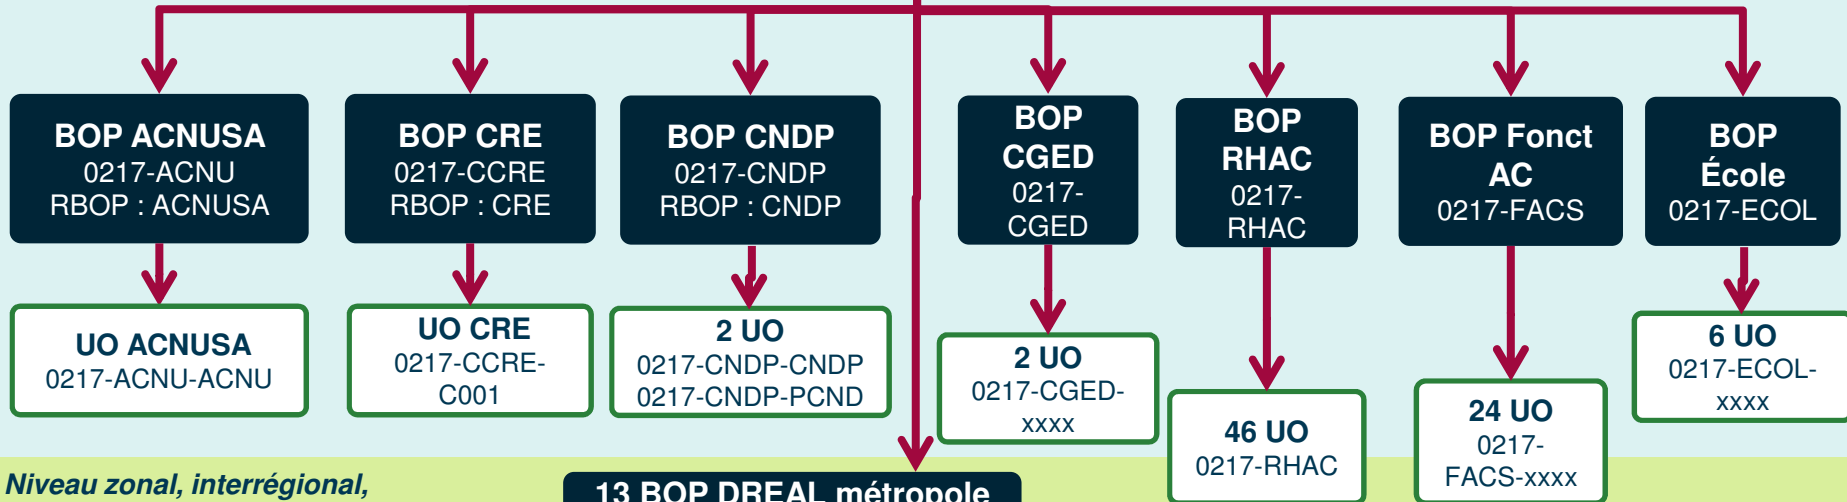 BOP ACNUSA
0217-ACNU
RBOP : ACNUSA
BOP CRE
0217-CCRE
RBOP : CRE
BOP CNDP
0217-CNDP
RBOP : CNDP
BOP
CGED
0217-
CGED
BOP
RHAC
0217-
RHAC
BOP Fonct
AC
0217-FACS
BOP
École
0217-ECOL
UO ACNUSA
0217-ACNU-ACNU
UO CRE
0217-CCRE-
C001
2 UO
0217-CNDP-CNDP
0217-CNDP-PCND
2 UO
0217-CGED-
xxxx
46 UO
0217-RHAC
24 UO
0217-
FACS-xxxx
6 UO
0217-ECOL-
xxxx
Niveau zonal, interrégional,
13 BOP DREAL métropole